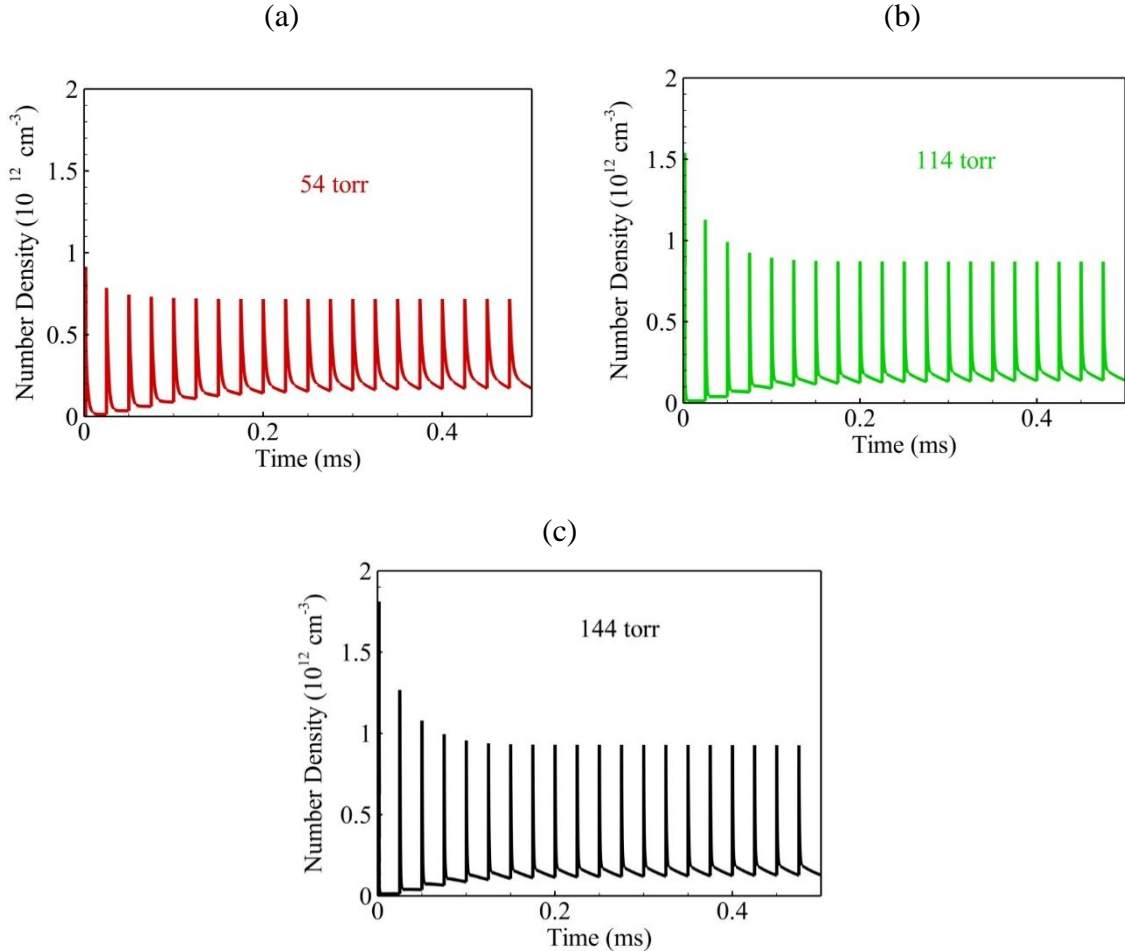 (a)
(b)
2
1.5
1
0.5
0
Number Density (10 12 cm-3)
54 torr
0
0.2
0.4
Time (ms)
2
1.5
1
0.5
0
Number Density (1012 cm-3)
114 torr
0
0.2
0.4
Time (ms)
(c)
2
1.5
1
0.5
0
Number Density (1012 cm-3)
144 torr
0
0.2
0.4
Time (ms)